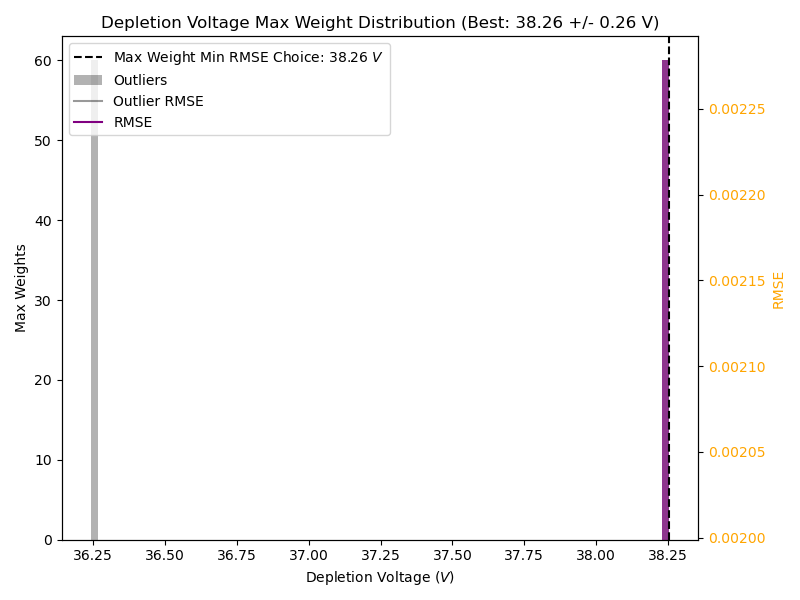 Depletion Voltage Max Weight Distribution (Best: 38.26 +/- 0.26 V)
Max Weight Min RMSE Choice: 38.26 V
Outliers
Outlier RMSE
RMSE
Max Weights
60
50
40
30
20
10
0
0.00225
0.00220
0.00215
0.00210
0.00205
0.00200
RMSE
36.25 36.50 36.75 37.00 37.25 37.50 37.75 38.00 38.25
Depletion Voltage (V)